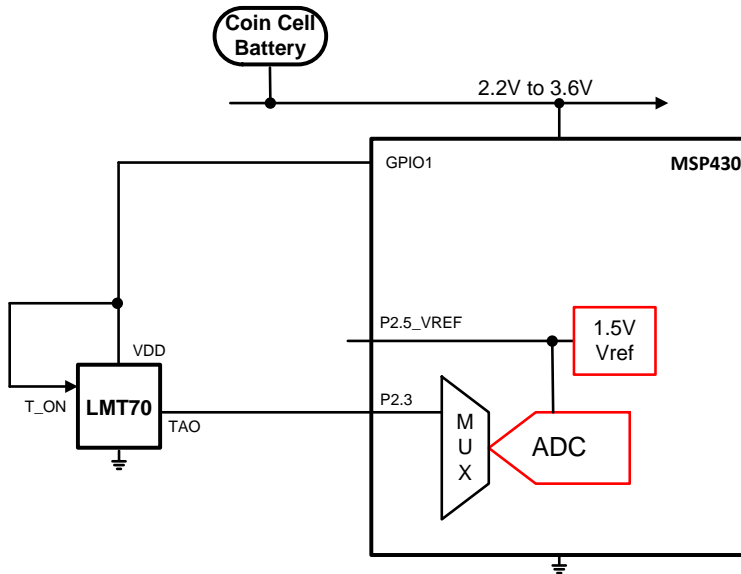 Coin Cell
Battery
2.2V to 3.6V
GPIO1
MSP430
P2.5_VREF
1.5V
Vref
VDD
T_ON
LMT70
TAO
P2.3
M
U
X
ADC